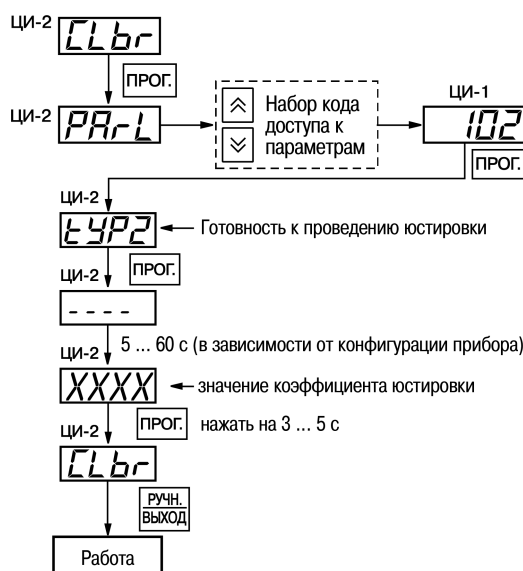 ЦИ-2 CLbr
ПРОГ.
ЦИ-2 PArL
Набор кода
доступа к
параметрам
ЦИ-1
102
ПРОГ.
ЦИ-2
tYP2
Готовность к проведению юстировки
ЦИ-2
ПРОГ.
----
5 ... 60 с (в зависимости от конфигурации прибора)
ЦИ-2
XXXX
значение коэффициента юстировки
ЦИ-2
ПРОГ.
нажать на 3 ... 5 с
CLbr
РУЧН.
ВЫХОД
Работа